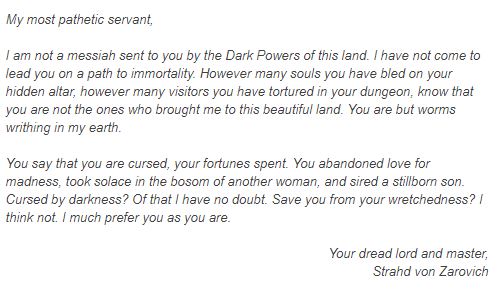 My most pathetic servant,
I am not a messiah sent to you by the Dark Powers of this land. I have not come to
lead you on a path to immortality. However many souls you have bled on your
hidden altar, however many visitors you have tortured in your dungeon, know that
you are not the ones who brought me to this beautiful land. You are but worms
writhing in my earth.
You say that you are cursed, your fortunes spent. You abandoned love for
madness, took solace in the bosom of another woman, and sired a stillborn son.
Cursed by darkness? Of that I have no doubt. Save you from your wretchedness? I
think not. I much prefer you as you are.
Your dread lord and master,
Strahd von Zarovich